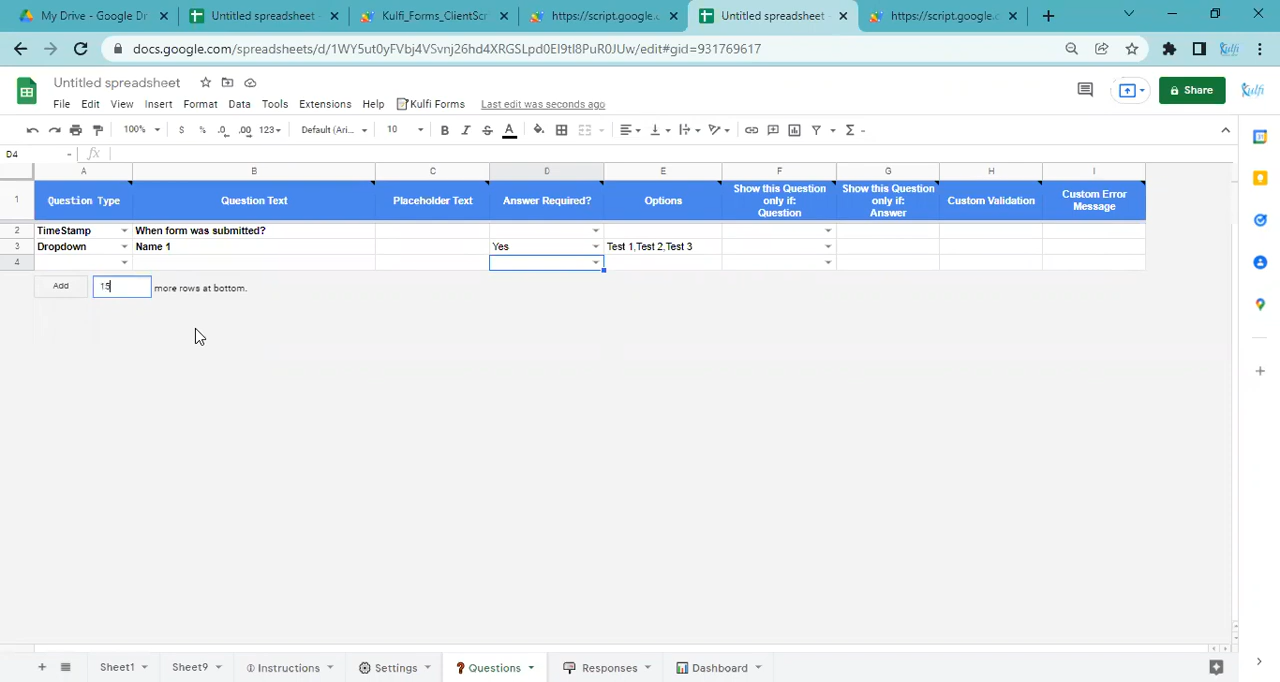 My Drive - Google Dr
Untitled spreadsheet -
Kulfi_Forms_ClientScr
https://script.google.c
Untitled spreadsheet -
https://script.google.c
docs.google.com/spreadsheets/d/1WY5ut0yFVbj4VSvnj26hd4XRGSLpd0EI9tI8PuR0JUw/edit#gid=931769617
Kulfi
Untitled spreadsheet
File Edit View Insert Format Data Tools Extensions Help Kulfi Forms Last edit was seconds ago
Share
Kulfi
100% $ % .0 .00 123 Default (Ari... 10 B I S A
D4 fx
A B C D E F G H I
1 Question Type Question Text Placeholder Text Answer Required? Options Show this Question only if: Question Show this Question only if: Answer Custom Validation Custom Error Message
2 TimeStamp When form was submitted?
3 Dropdown Name 1 Yes Test 1,Test 2,Test 3
4
Add 15 more rows at bottom.
Sheet1 Sheet9 Instructions Settings Questions Responses Dashboard